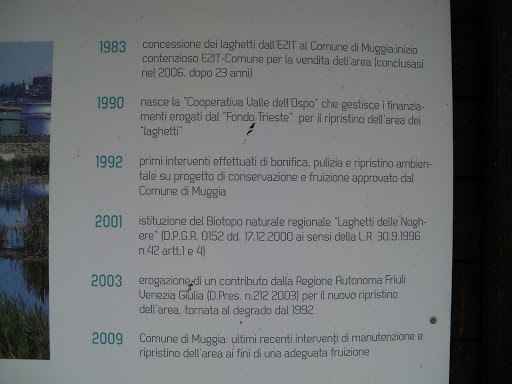 1983 concessione dei laghetti dall'EZIT al Comune di Muggia;inizio
contenzioso EZIT-Comune per la vendita dell'area (conclusasi
nel 2006, dopo 23 anni)
1990 nasce la "Cooperativa Valle dell'Ospo" che gestisce i finanzia-
menti erogati dal "Fondo Trieste" per il ripristino dell'area dei
"laghetti"
1992 primi interventi effettuati di bonifica, pulizia e ripristino ambien-
tale su progetto di conservazione e fruizione approvato dal
Comune di Muggia
2001 istituzione del Biotopo naturale regionale "Laghetti delle Nogh-
ere" (D.P.G.R. 0152 dd. 17.12.2000 ai sensi della L.R. 30.9.1996
n.42 artt.1 e 4)
2003 erogazione di un contributo dalla Regione Autonoma Friuli
Venezia Giulia (D.Pres. n.212 2003) per il nuovo ripristino
dell'area, tornata al degrado dal 1992
2009 Comune di Muggia: ultimi recenti interventi di manutenzione e
ripristino dell'area ai fini di una adeguata fruizione